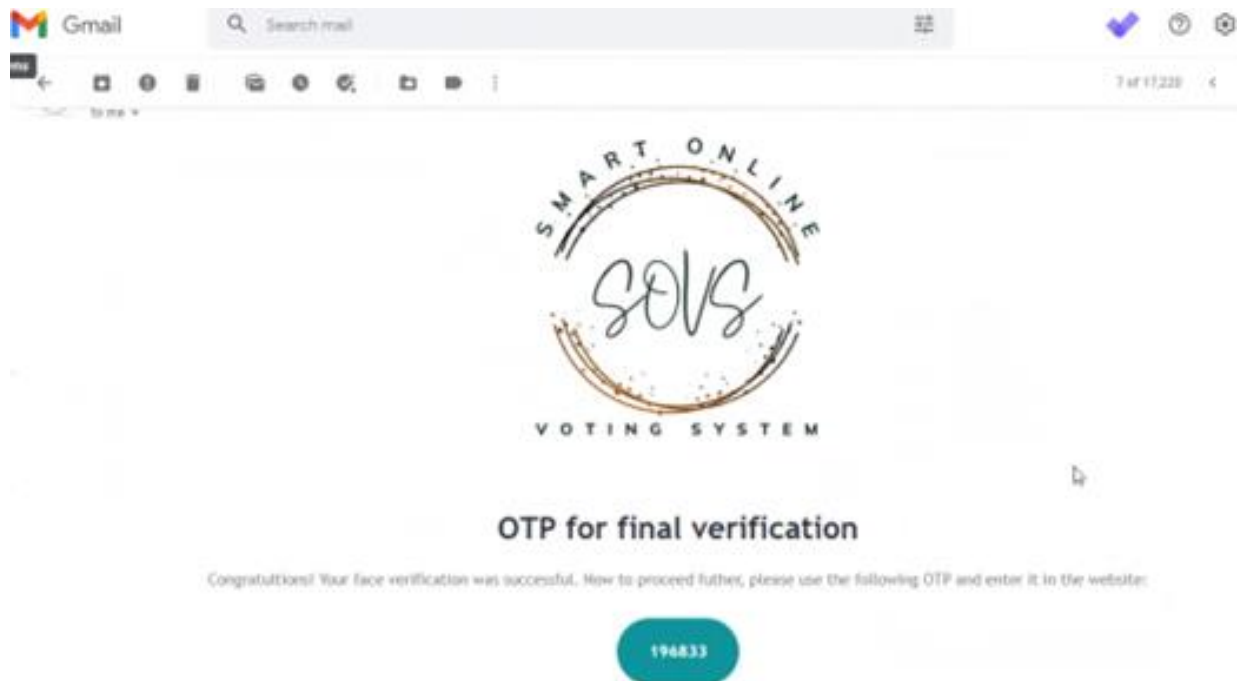 Gmail
Search mail
7 of 17,220
to me
SMART ONLINE
SOVS
VOTING SYSTEM
OTP for final verification
Congratultions! Your face verification was successful. Now to proceed futher, please use the following OTP and enter it in the website:
196833